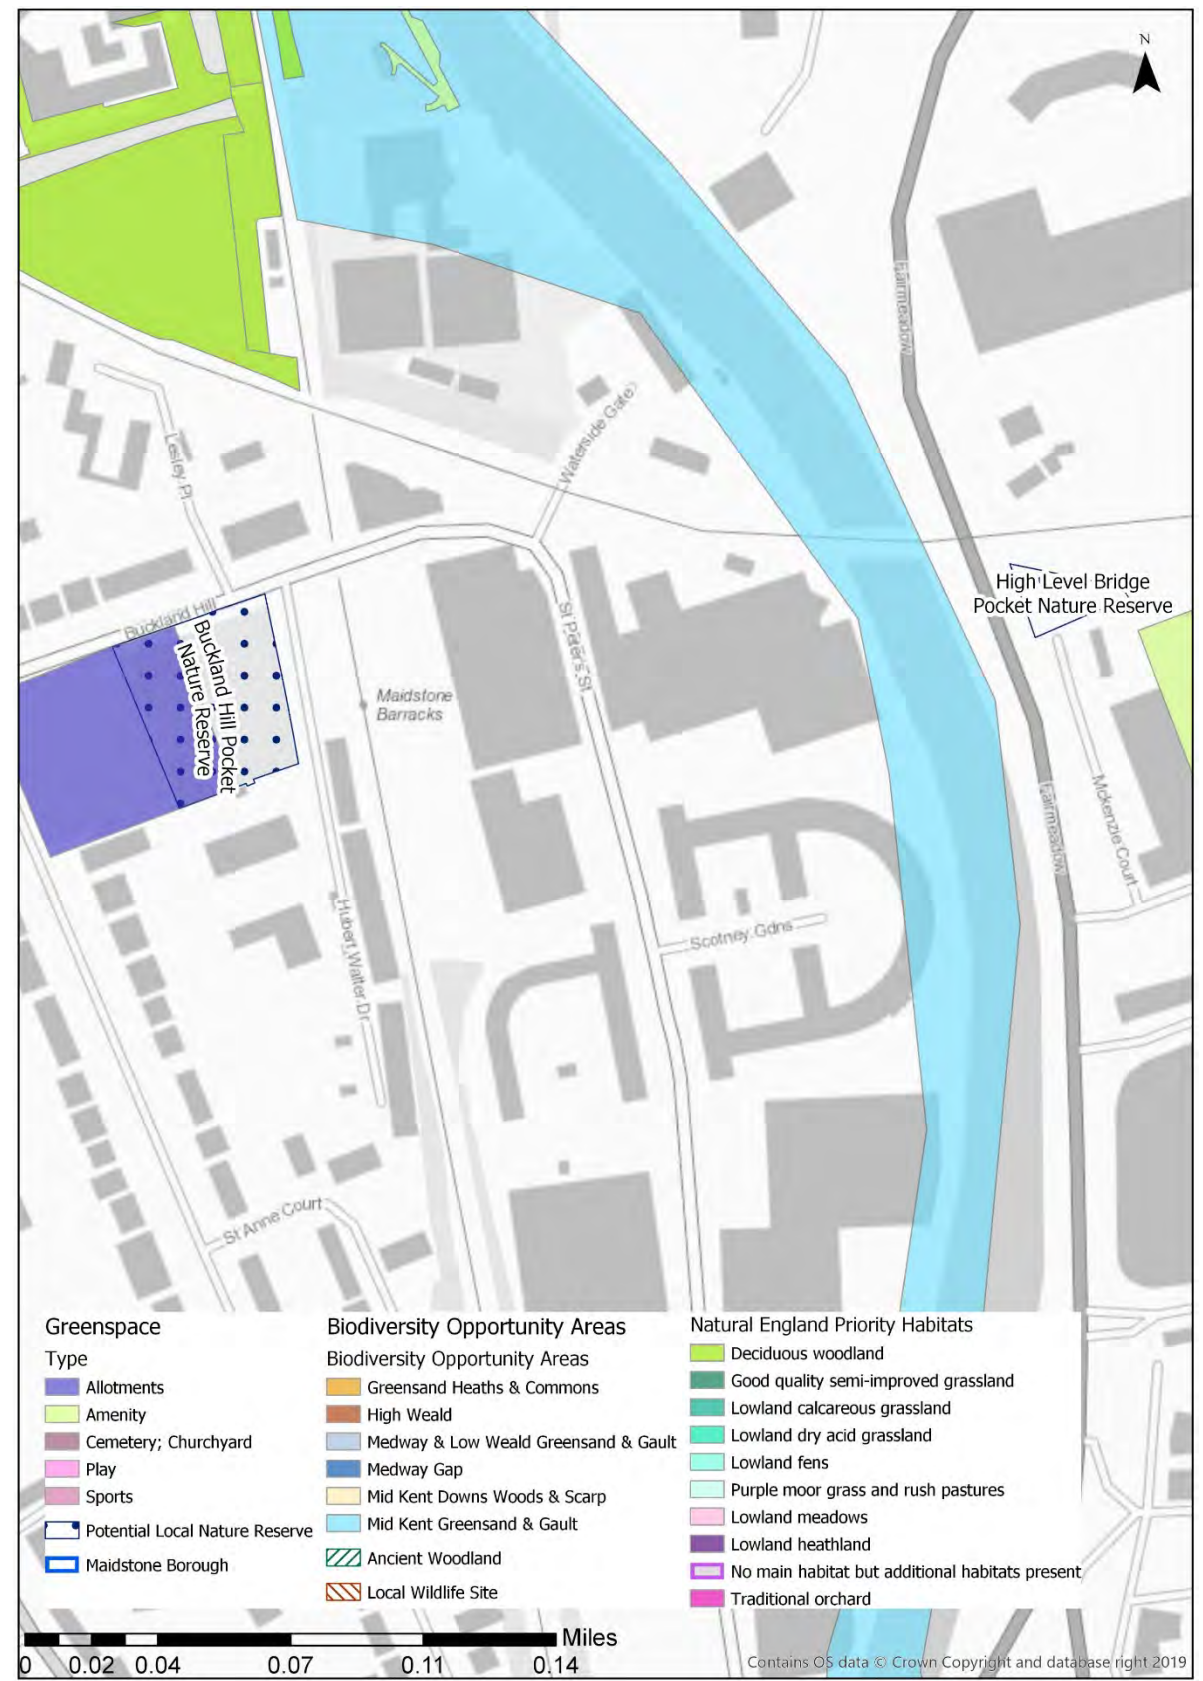 N
Fairmeadow
Waterside Gate
Lesley Pl
High Level Bridge
Pocket Nature Reserve
Buckland Hill
St Peter's St
Buckland Hill Pocket
Nature Reserve
Maidstone
Barracks
Fairmeadow
Mckenzie Court
Hubert Walter Dr
Scotney Gdns
St Anne Court
Greenspace
Type
Allotments
Amenity
Cemetery; Churchyard
Play
Sports
Potential Local Nature Reserve
Maidstone Borough
Biodiversity Opportunity Areas
Biodiversity Opportunity Areas
Greensand Heaths & Commons
High Weald
Medway & Low Weald Greensand & Gault
Medway Gap
Mid Kent Downs Woods & Scarp
Mid Kent Greensand & Gault
Ancient Woodland
Local Wildlife Site
Natural England Priority Habitats
Deciduous woodland
Good quality semi-improved grassland
Lowland calcareous grassland
Lowland dry acid grassland
Lowland fens
Purple moor grass and rush pastures
Lowland meadows
Lowland heathland
No main habitat but additional habitats present
Traditional orchard
Miles
0 0.02 0.04 0.07 0.11 0.14
Contains OS data © Crown Copyright and database right 2019